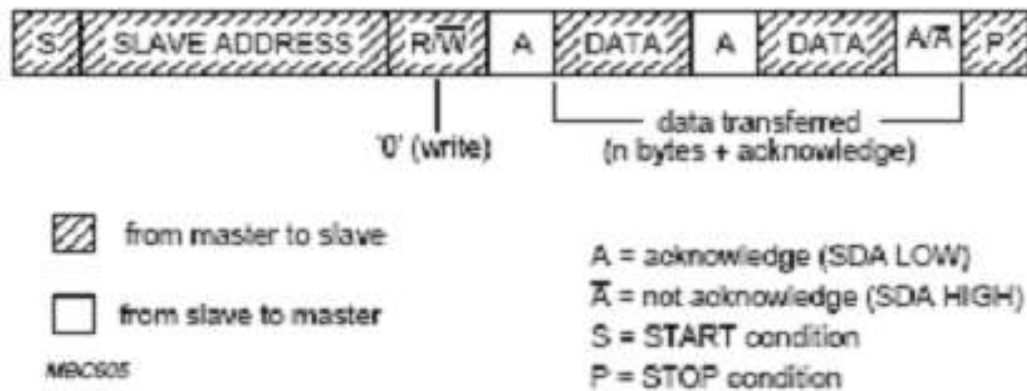 S SLAVE ADDRESS R/W̅ A DATA A DATA A/A̅ P
'0' (write)
data transferred
(n bytes + acknowledge)
from master to slave
from slave to master
MBC605
A = acknowledge (SDA LOW)
A̅ = not acknowledge (SDA HIGH)
S = START condition
P = STOP condition